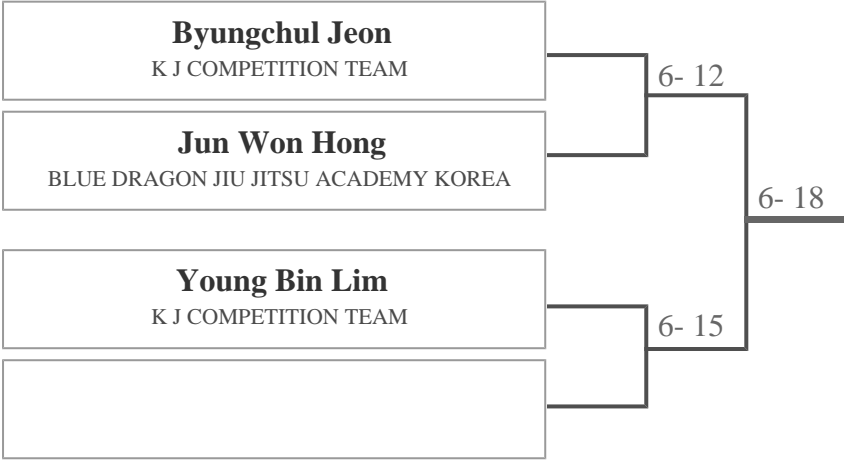 Byungchul Jeon
K J COMPETITION TEAM
6- 12
Jun Won Hong
BLUE DRAGON JIU JITSU ACADEMY KOREA
6- 18
Young Bin Lim
K J COMPETITION TEAM
6- 15